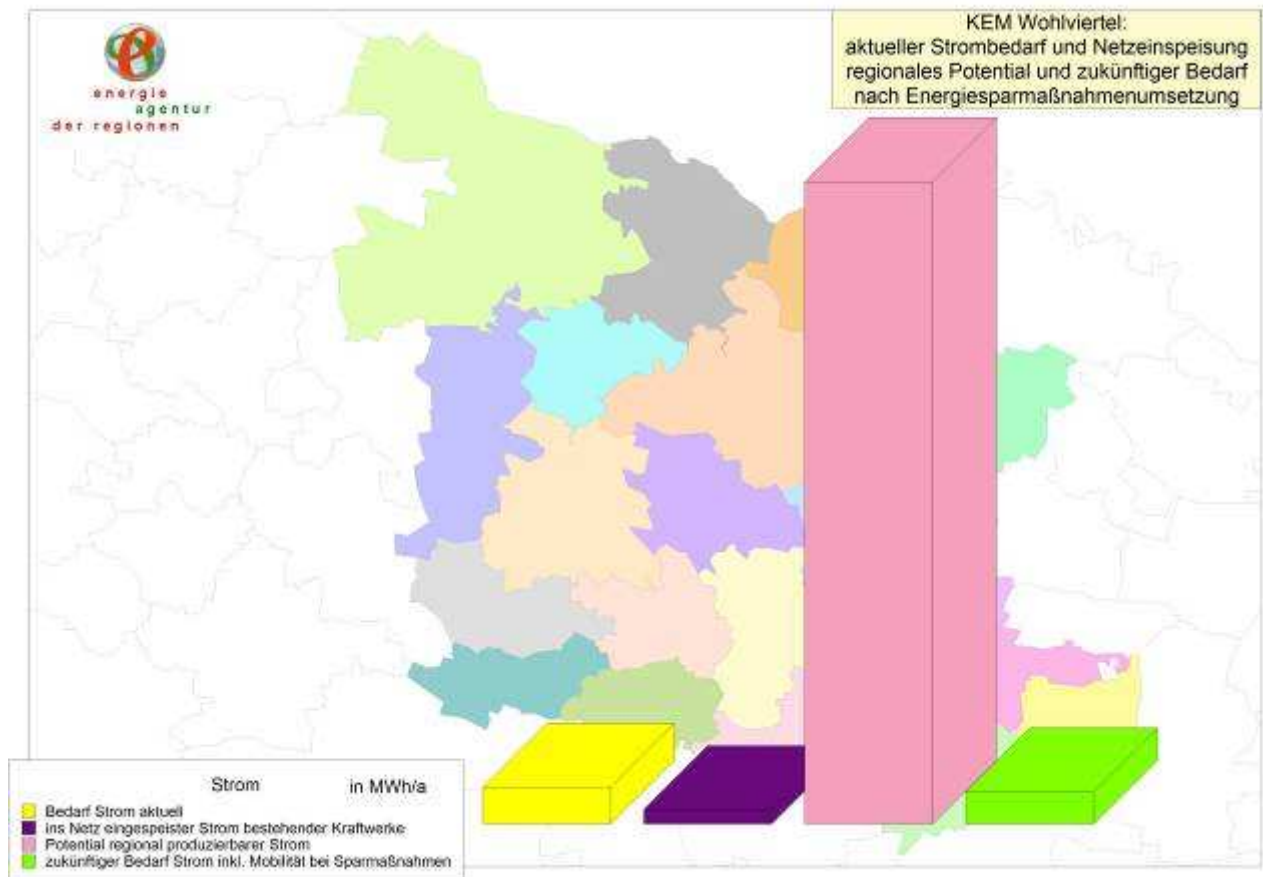 energie
agentur
der regionen
KEM Wohlviertel:
aktueller Strombedarf und Netzeinspeisung
regionales Potential und zukünftiger Bedarf
nach Energiesparmaßnahmenumsetzung
Strom in MWh/a
Bedarf Strom aktuell
ins Netz eingespeister Strom bestehender Kraftwerke
Potential regional produzierbarer Strom
zukünftiger Bedarf Strom inkl. Mobilität bei Sparmaßnahmen